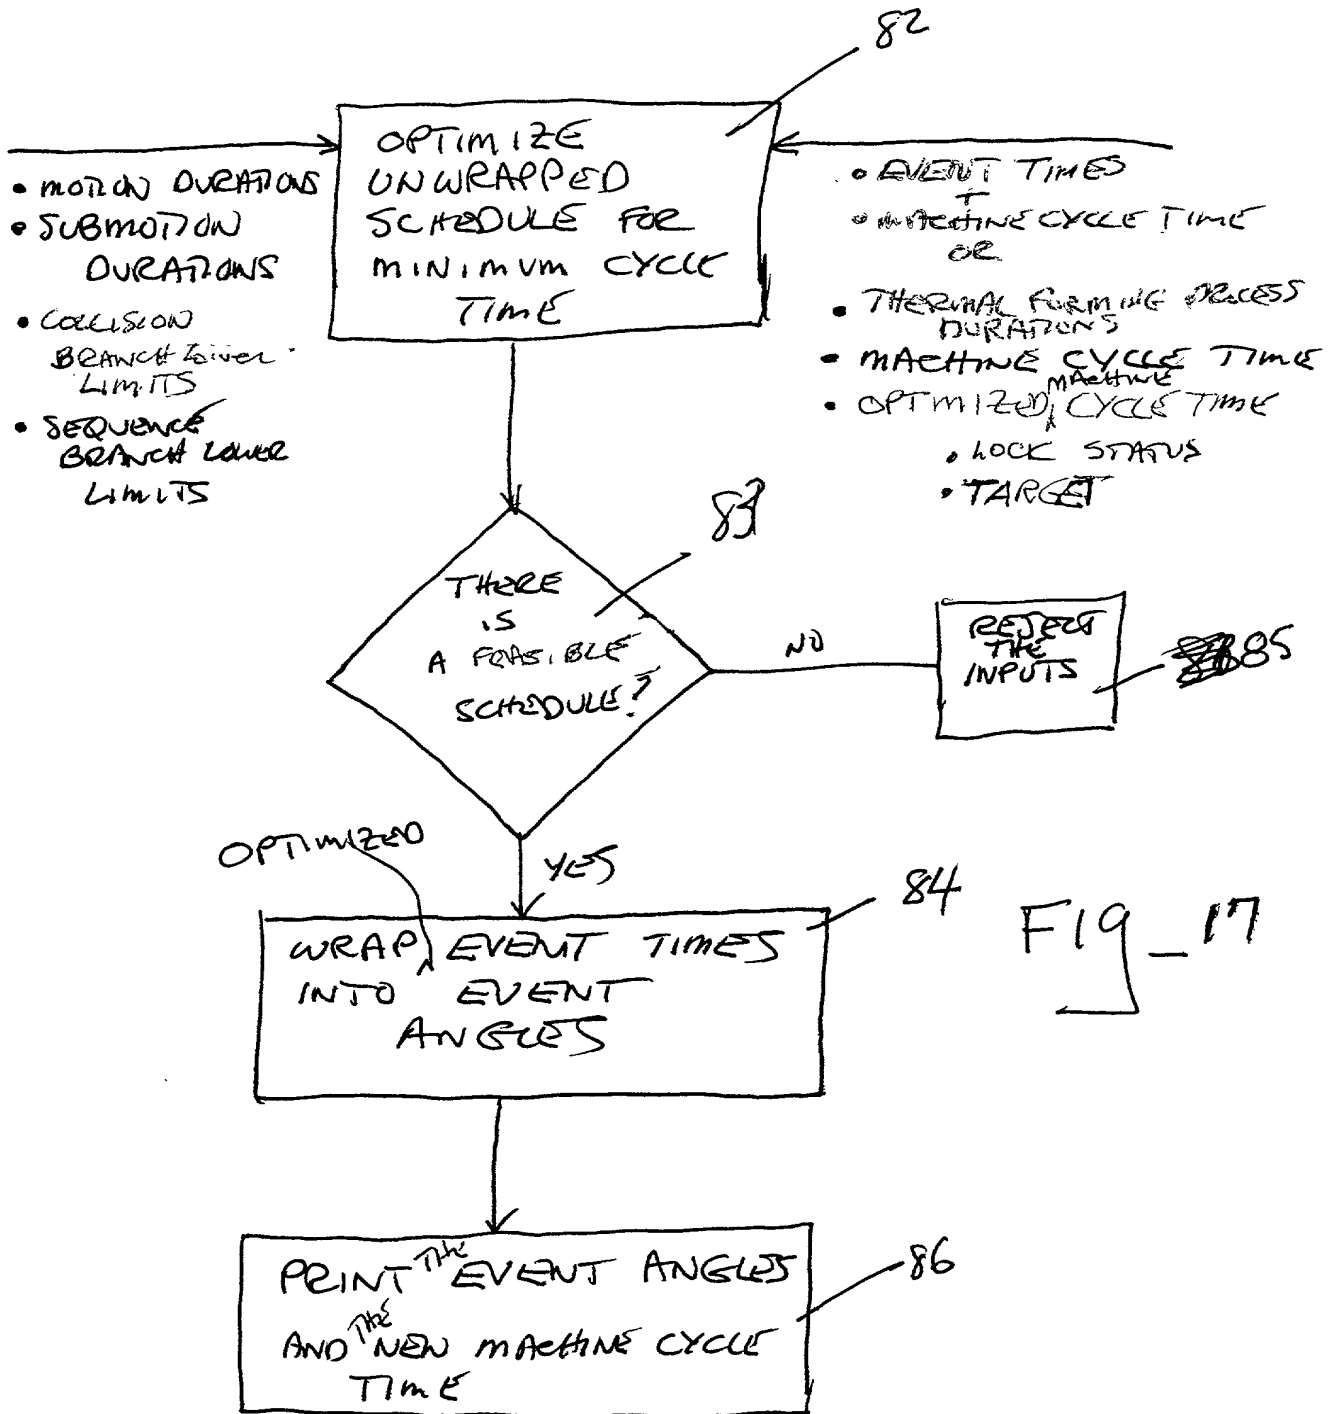 82
OPTIMIZE
UNWRAPPED
SCHEDULE FOR
MINIMUM CYCLE
TIME
• MOTION DURATIONS
• SUBMOTION
DURATIONS
• COLLISION
BRANCH LOWER
LIMITS
• SEQUENCE
BRANCH LOWER
LIMITS
• EVENT TIMES
+
• MACHINE CYCLE TIME
OR
• THERMAL FORMING PROCESS
DURATIONS
• MACHINE CYCLE TIME
• OPTIMIZED MACHINE CYCLE TIME
• LOCK STATUS
• TARGET
83
THERE
IS
A FEASIBLE
SCHEDULE?
NO
REJECT
THE
INPUTS
85
YES
84
WRAP OPTIMIZED EVENT TIMES
INTO EVENT
ANGLES
FIG_17
86
PRINT THE EVENT ANGLES
AND THE NEW MACHINE CYCLE
TIME